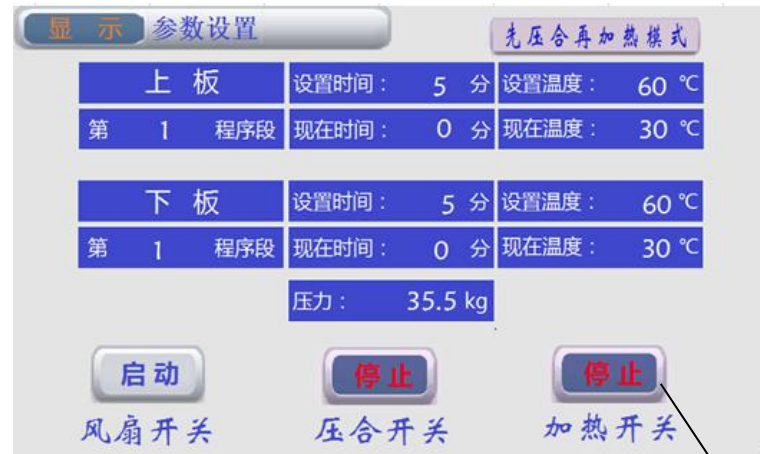 显 示 参数设置 先压合再加热模式
上 板 设置时间： 5 分 设置温度： 60 ℃
第 1 程序段 现在时间： 0 分 现在温度： 30 ℃
下 板 设置时间： 5 分 设置温度： 60 ℃
第 1 程序段 现在时间： 0 分 现在温度： 30 ℃
压力： 35.5 kg
启动 停止 停止
风扇开关 压合开关 加热开关